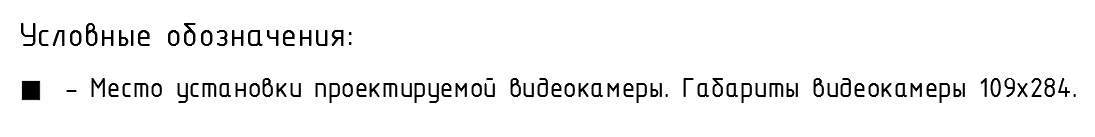 Условные обозначения:
■ – Место установки проектируемой видеокамеры. Габариты видеокамеры 109х284.